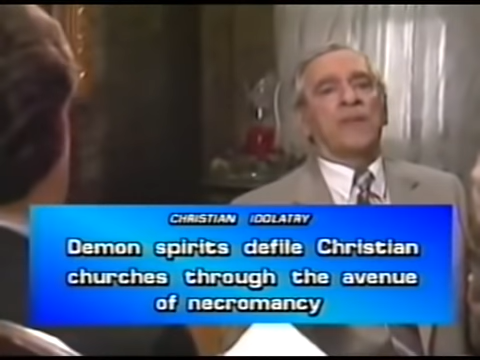 CHRISTIAN IDOLATRY
Demon spirits defile Christian
churches through the avenue
of necromancy